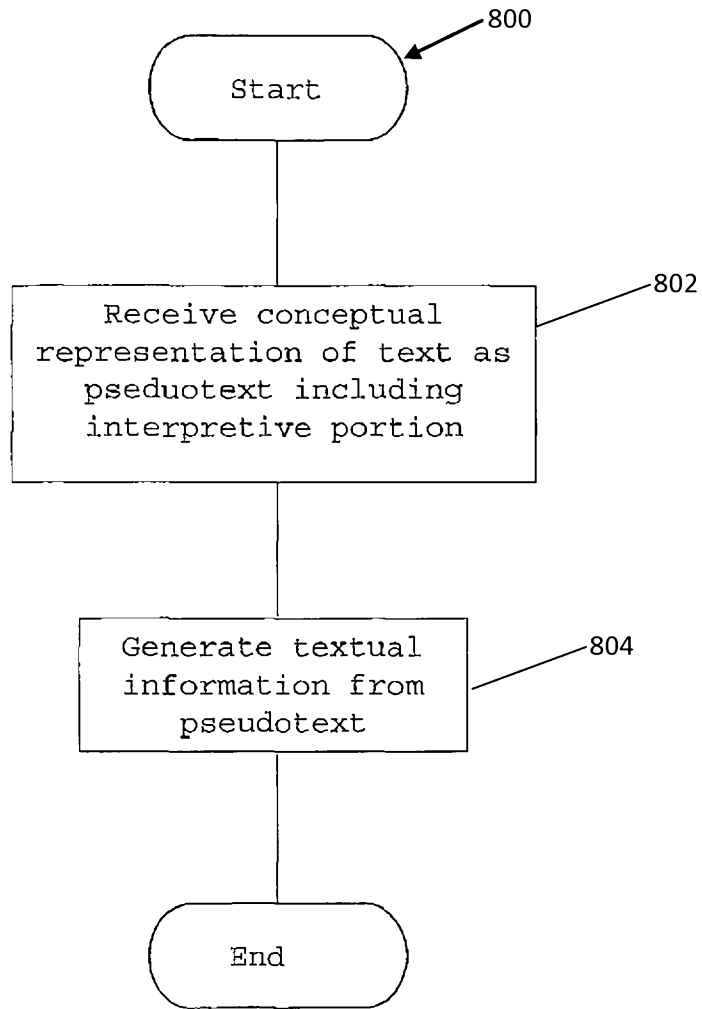 800
Start
802
Receive conceptual
representation of text as
pseduotext including
interpretive portion
804
Generate textual
information from
pseudotext
End